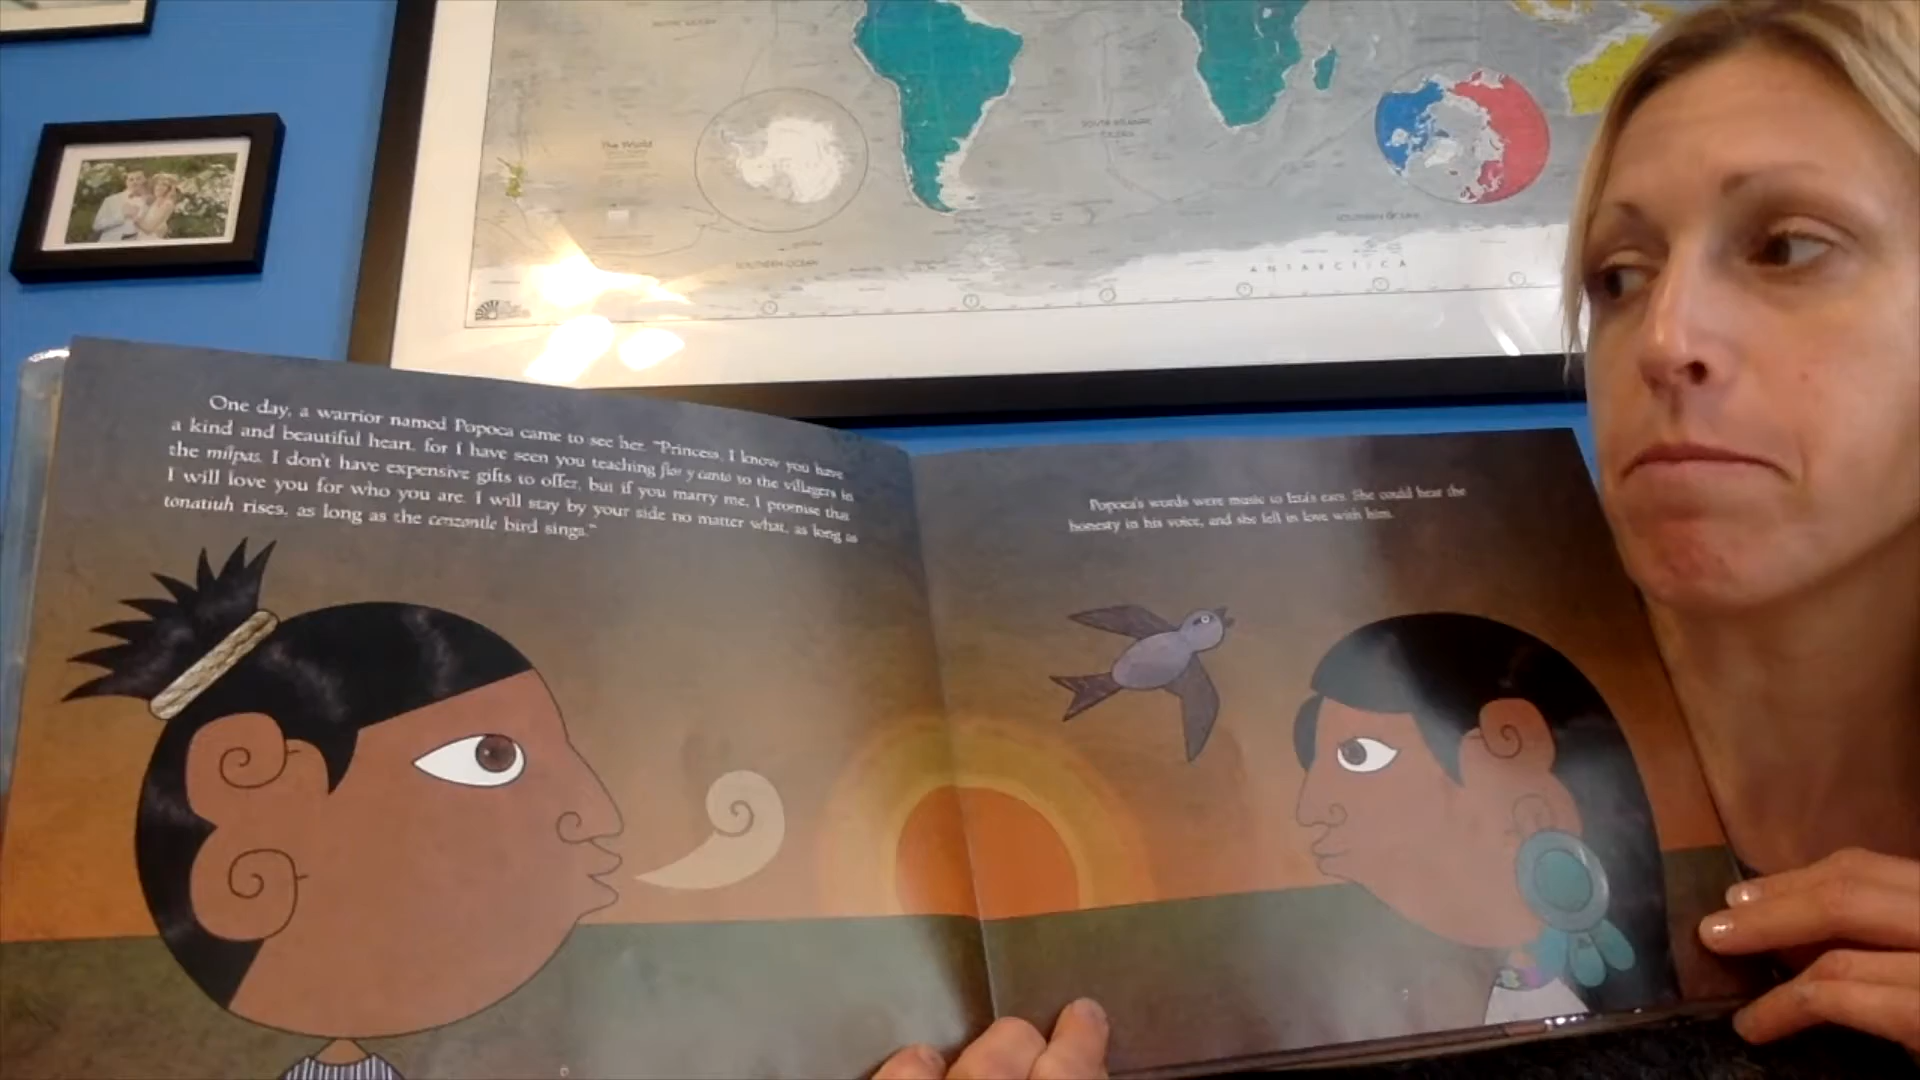 The World
SOUTH ATLANTIC
OCEAN
SOUTHERN OCEAN
SOUTHERN OCEAN
ANTARCTICA
One day, a warrior named Popoca came to see her. "Princess, I know you have
a kind and beautiful heart, for I have seen you teaching flor y canto to the villagers in
the milpas. I don't have expensive gifts to offer, but if you marry me, I promise that
I will love you for who you are. I will stay by your side no matter what, as long as
tonatiuh rises, as long as the cenzontle bird sings."
Popoca's words were music to Izta's ears. She could hear the
honesty in his voice, and she fell in love with him.